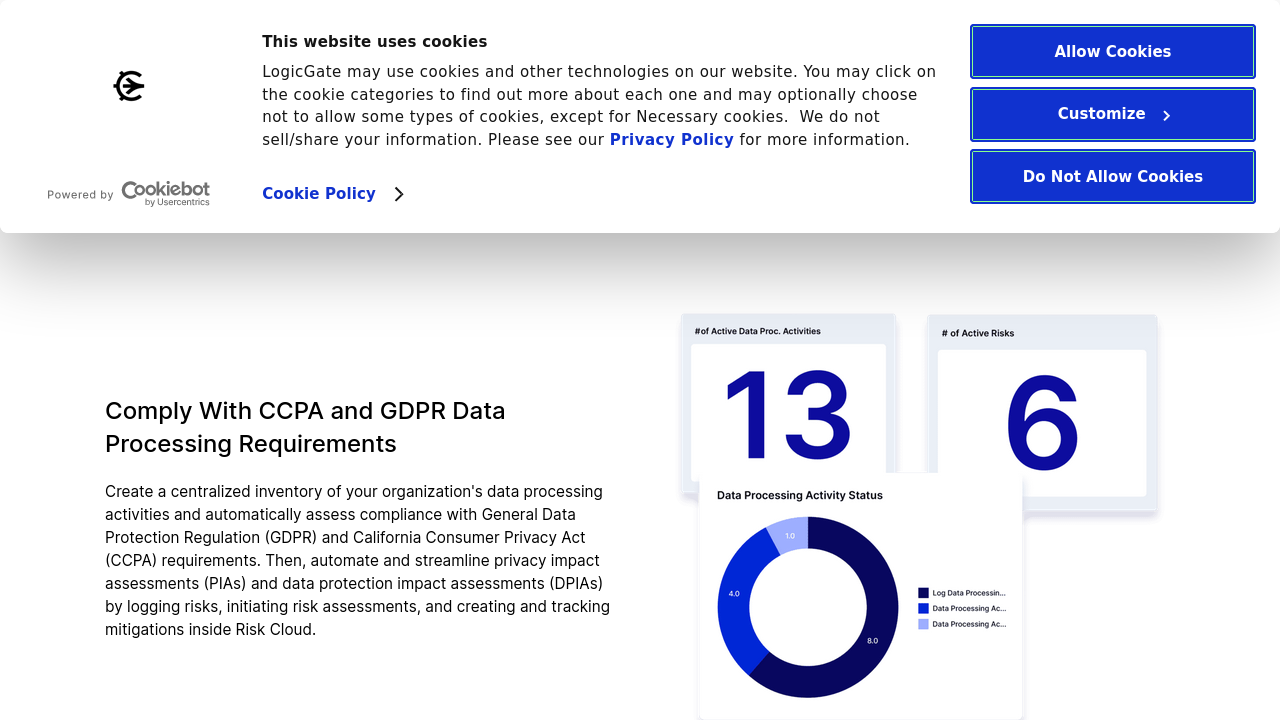 This website uses cookies
LogicGate may use cookies and other technologies on our website. You may click on
the cookie categories to find out more about each one and may optionally choose
not to allow some types of cookies, except for Necessary cookies.  We do not
sell/share your information. Please see our Privacy Policy for more information.
Powered by Cookiebot
by Usercentrics
Cookie Policy
Allow Cookies
Customize
Do Not Allow Cookies
Comply With CCPA and GDPR Data
Processing Requirements
Create a centralized inventory of your organization's data processing
activities and automatically assess compliance with General Data
Protection Regulation (GDPR) and California Consumer Privacy Act
(CCPA) requirements. Then, automate and streamline privacy impact
assessments (PIAs) and data protection impact assessments (DPIAs)
by logging risks, initiating risk assessments, and creating and tracking
mitigations inside Risk Cloud.
#of Active Data Proc. Activities
13
# of Active Risks
6
Data Processing Activity Status
1.0
4.0
8.0
Log Data Processin...
Data Processing Ac...
Data Processing Ac...